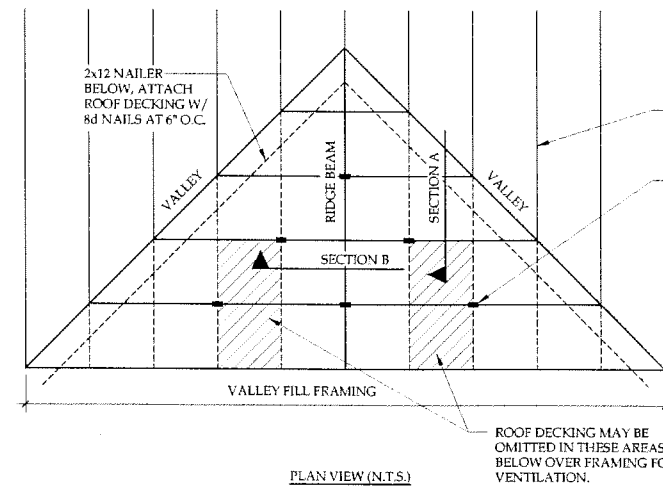 2x12 NAILER
BELOW, ATTACH
ROOF DECKING W/
8d NAILS AT 6" O.C.
VALLEY
RIDGE BEAM
SECTION A
VALLEY
SECTION B
VALLEY FILL FRAMING
ROOF DECKING MAY BE
OMITTED IN THESE AREAS
BELOW OVER FRAMING FO
VENTILATION.
PLAN VIEW (N.T.S.)